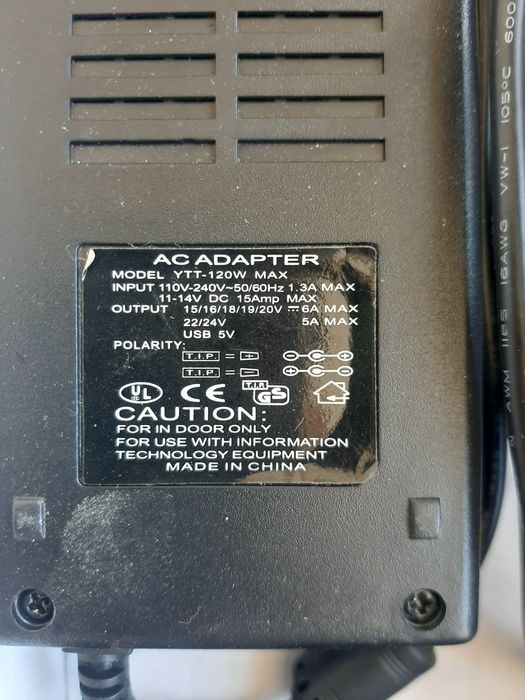 AC ADAPTER
MODEL YTT-120W MAX
INPUT 110V-240V~50/60Hz 1.3A MAX
11-14V DC 15Amp MAX
OUTPUT 15/16/18/19/20V ⎓6A MAX
22/24V 5A MAX
USB 5V
POLARITY:
T.I.P. = +
T.I.P. = -
UL CE T.I.P. GS
CAUTION:
FOR IN DOOR ONLY
FOR USE WITH INFORMATION
TECHNOLOGY EQUIPMENT
MADE IN CHINA
AWM 1185 16AWG VW-1 105°C 600